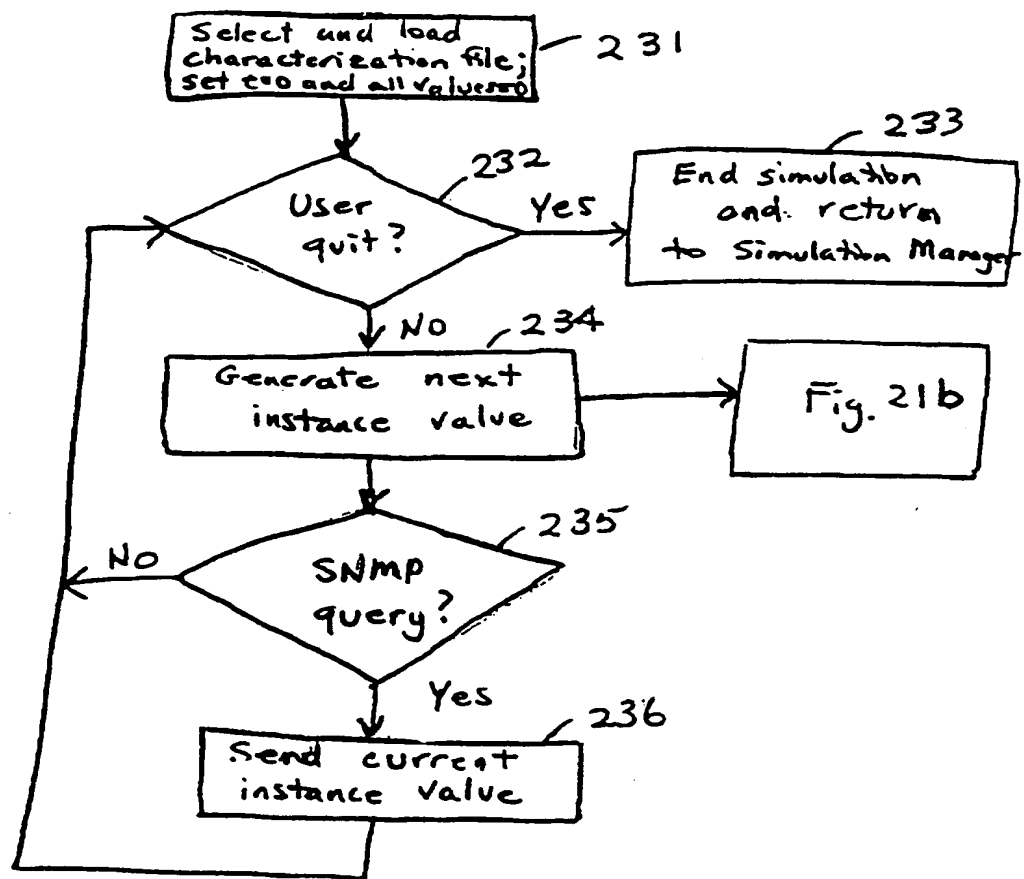 Select and load
characterization file;
set t=0 and all values=0
231
232
User
quit?
Yes
233
End simulation
and return
to Simulation Manager
No
234
Generate next
instance value
Fig. 21b
235
SNMP
query?
No
Yes
236
Send current
instance value